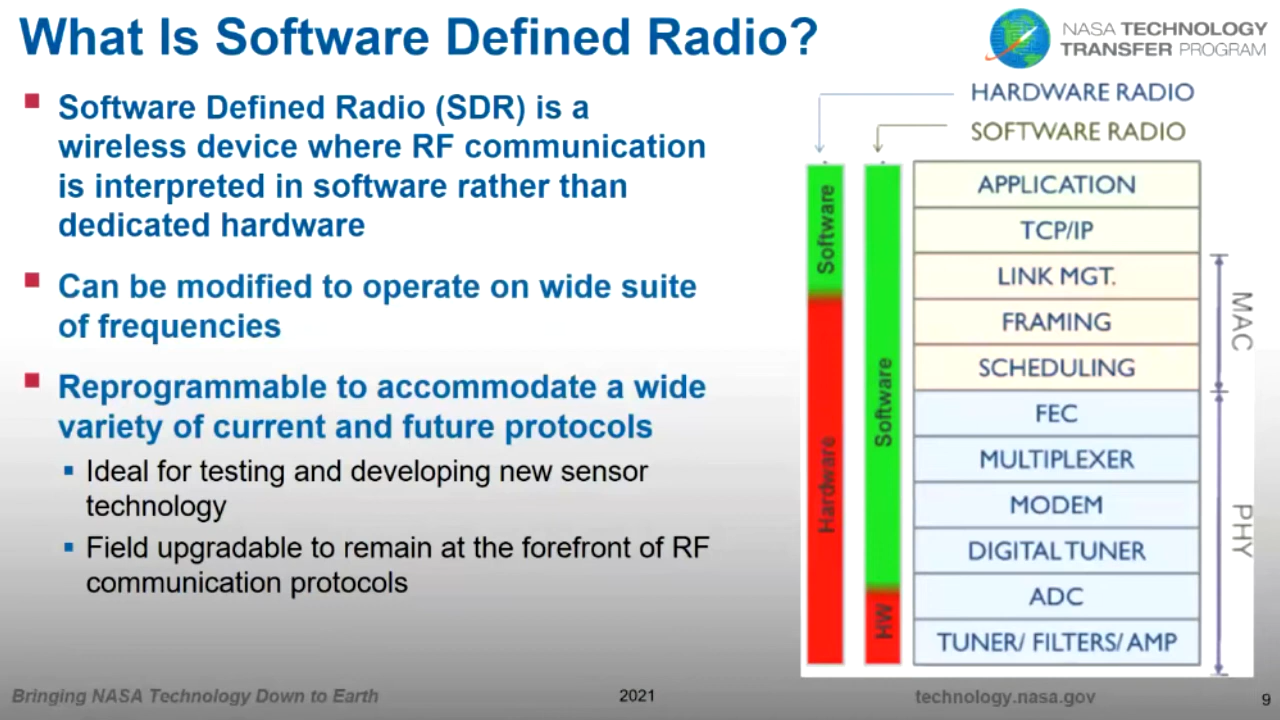 What Is Software Defined Radio?
NASA TECHNOLOGY
TRANSFER PROGRAM
Software Defined Radio (SDR) is a
wireless device where RF communication
is interpreted in software rather than
dedicated hardware
Can be modified to operate on wide suite
of frequencies
Reprogrammable to accommodate a wide
variety of current and future protocols
Ideal for testing and developing new sensor
technology
Field upgradable to remain at the forefront of RF
communication protocols
HARDWARE RADIO
SOFTWARE RADIO
Software
Hardware
Software
HW
APPLICATION
TCP/IP
LINK MGT.
FRAMING
SCHEDULING
FEC
MULTIPLEXER
MODEM
DIGITAL TUNER
ADC
TUNER/ FILTERS/ AMP
MAC
PHY
Bringing NASA Technology Down to Earth
2021
technology.nasa.gov
9